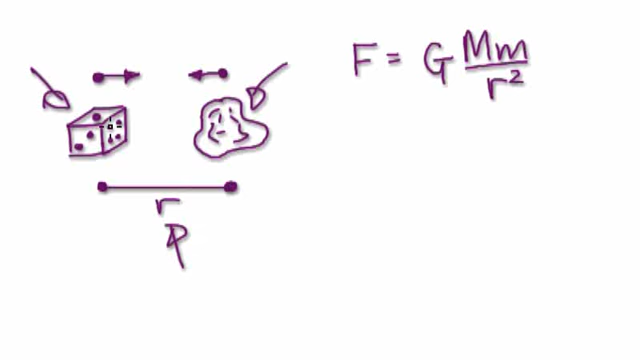 F = G Mm/r²
r